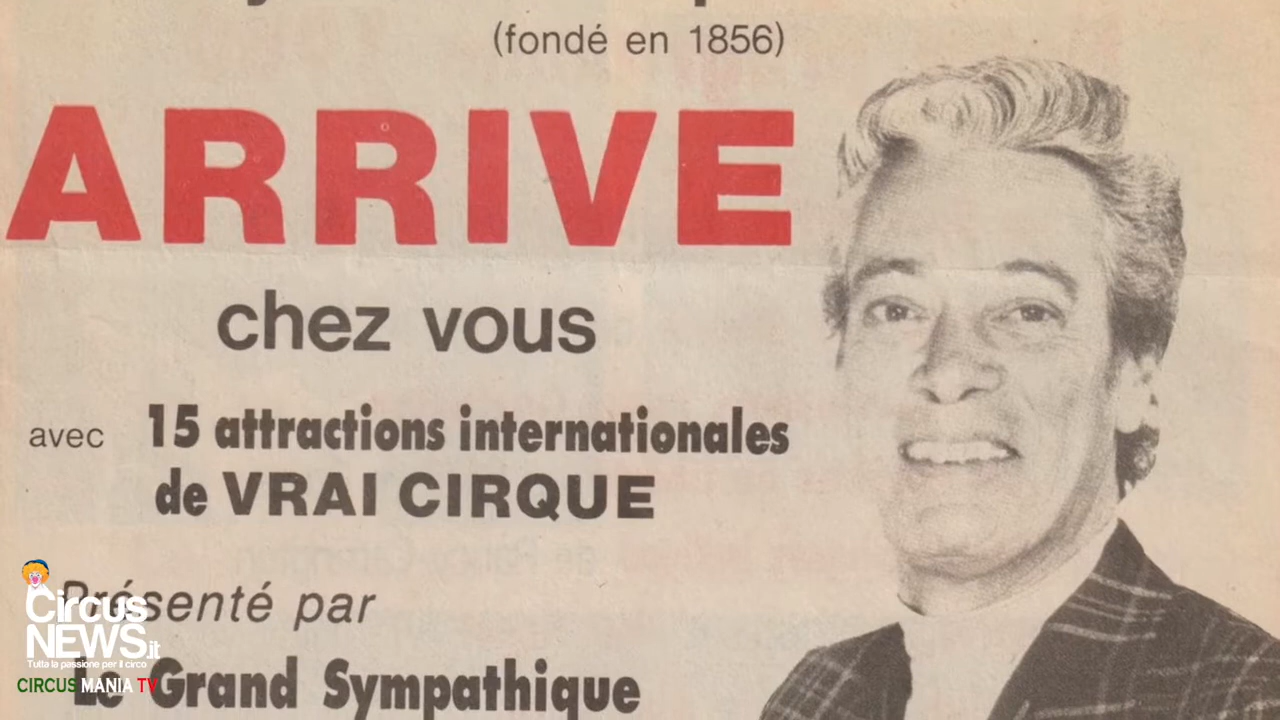 (fondé en 1856)
ARRIVE
chez vous
avec 15 attractions internationales
de VRAI CIRQUE
Présenté par
Le Grand Sympathique
Circus
NEWS.it
Tutta la passione per il circo
CIRCUS MANIA TV